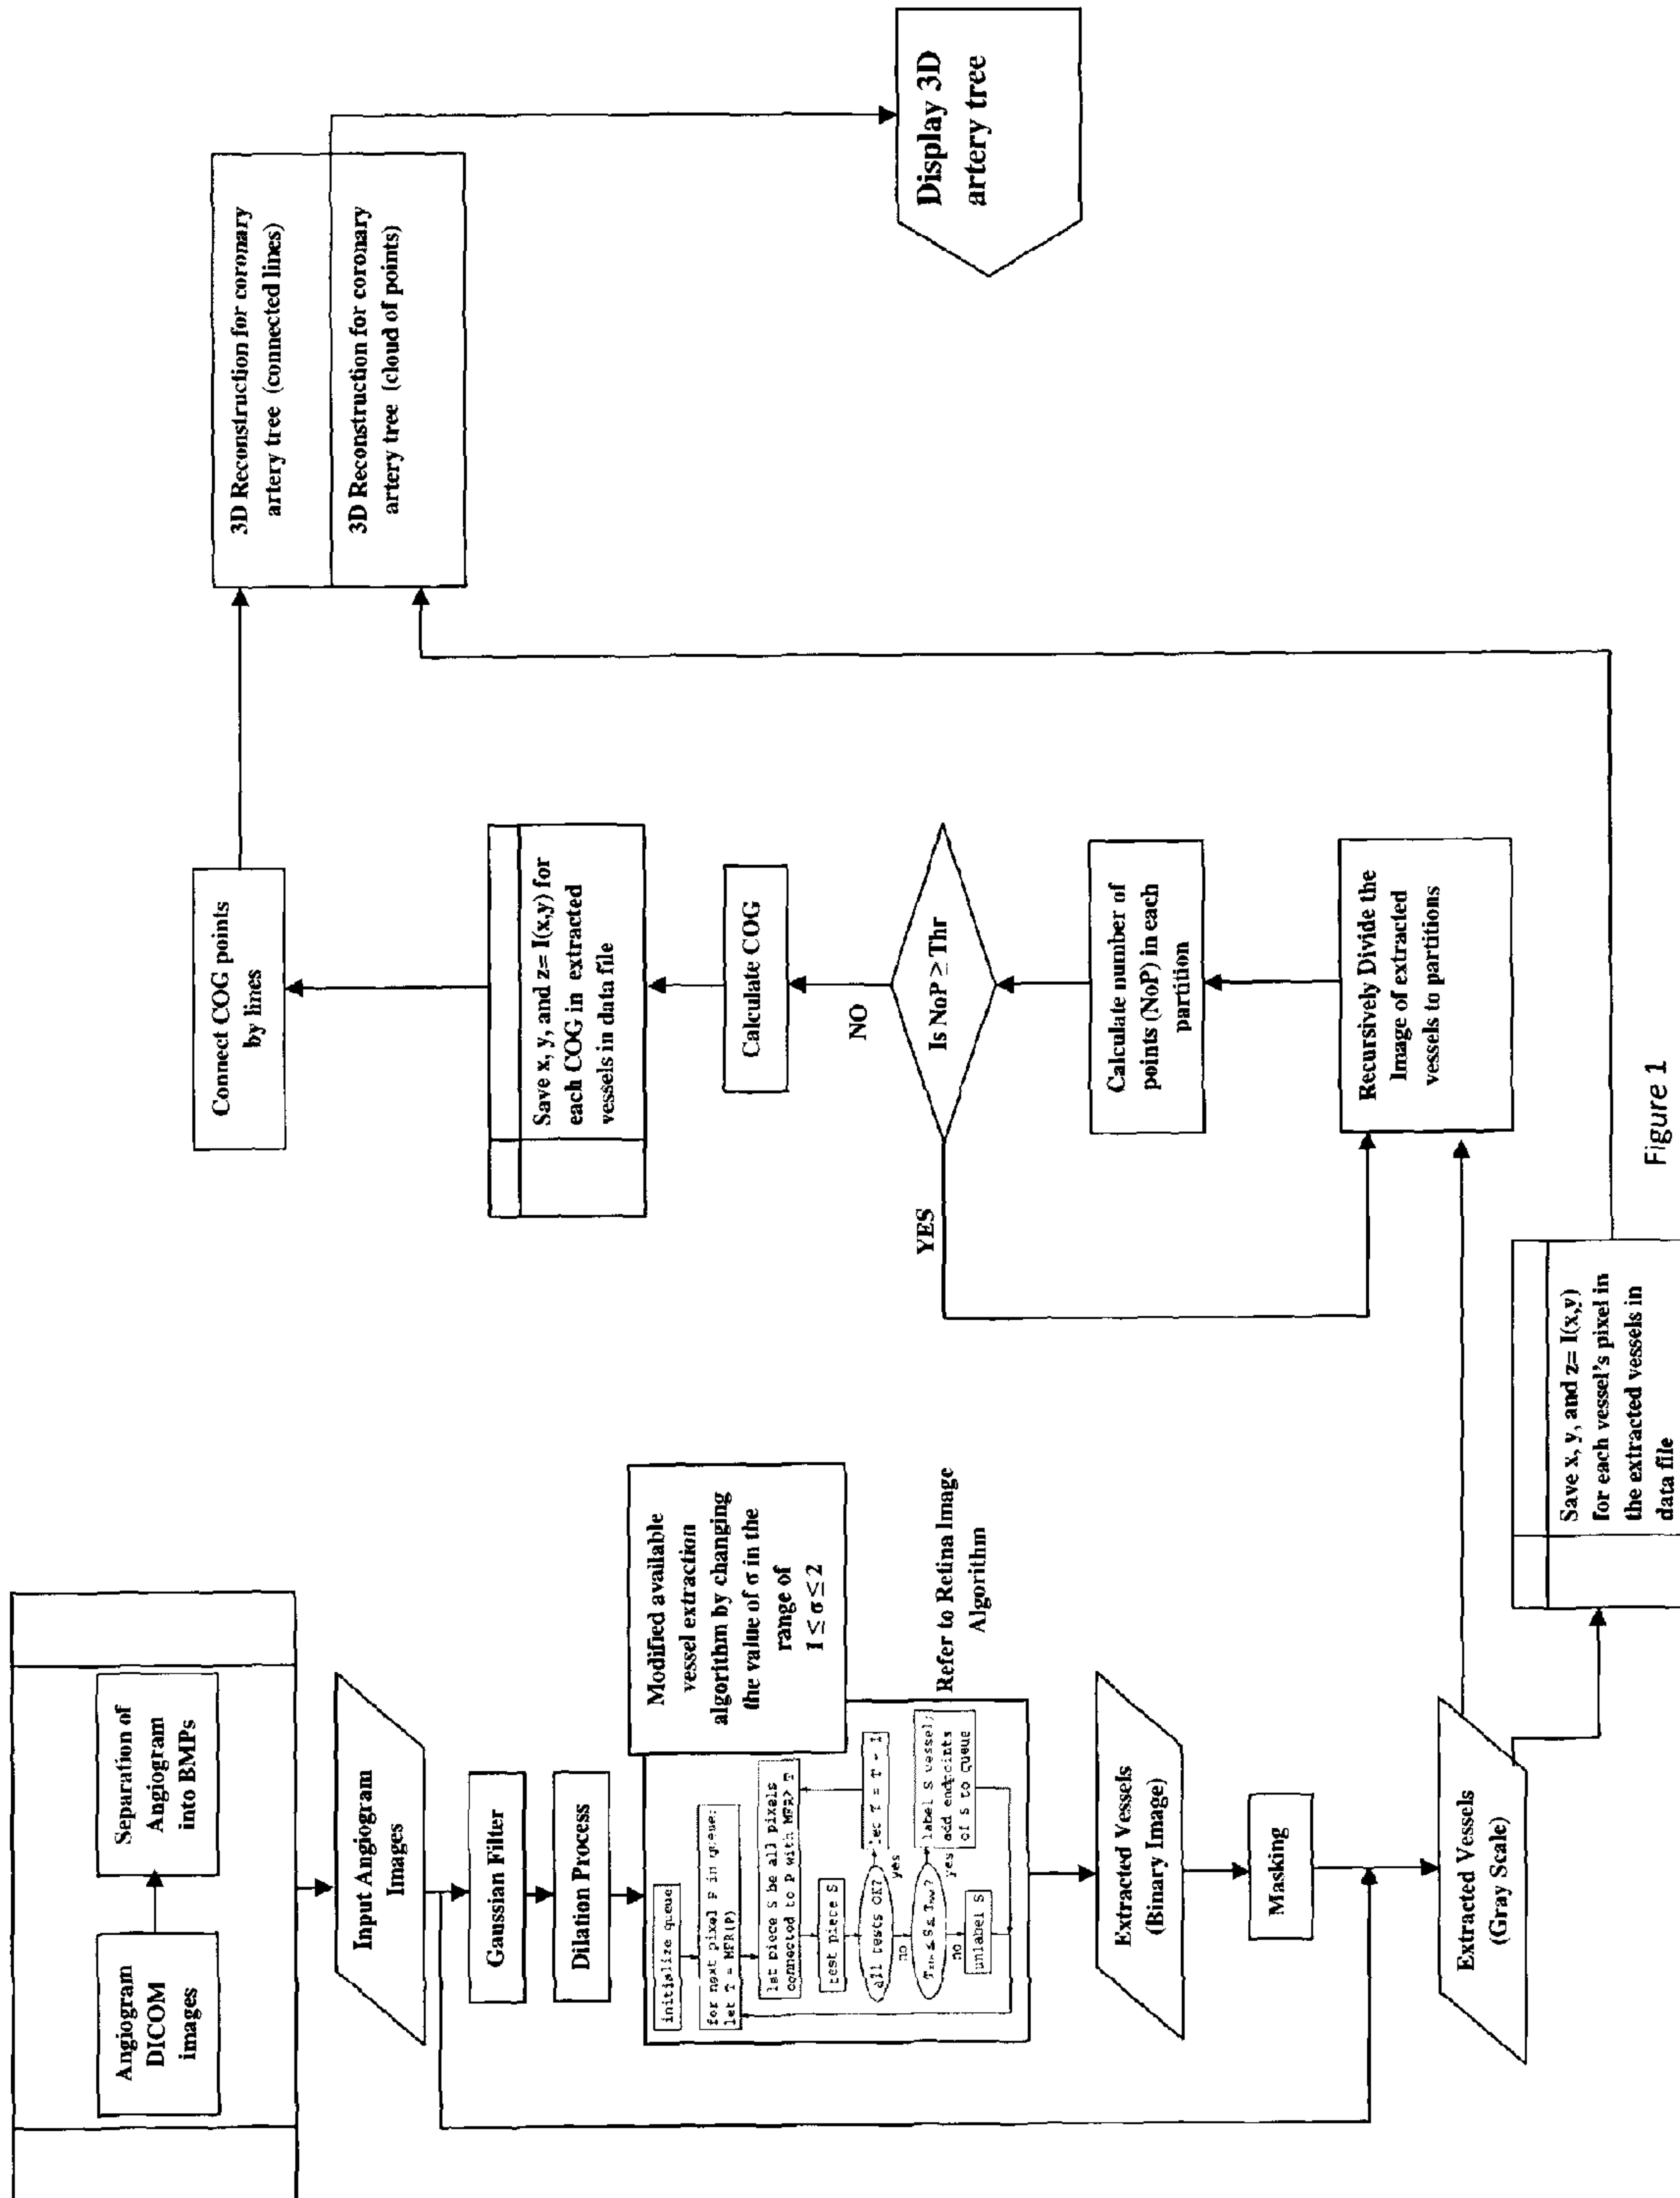 Angiogram
DICOM
images
Separation of
Angiogram
into BMPs
Input Angiogram
Images
Gaussian Filter
Dilation Process
Modified available
vessel extraction
algorithm by changing
the value of σ in the
range of
1 ≤ σ ≤ 2
initialize queue
for next pixel P in queue:
let T = MFR(P)
let piece S be all pixels
connected to p with MFR> T
test piece S
all tests OK?
yes
let T = T - 1
no
≤ S ≤
?
yes
label S vessel;
add endpoints
of S to queue
no
unlabel S
Refer to Retina Image
Algorithm
Extracted Vessels
(Binary Image)
Masking
Extracted Vessels
(Gray Scale)
Save x, y, and z= I(x,y)
for each vessel's pixel in
the extracted vessels in
data file
Recursively Divide the
Image of extracted
vessels to partitions
Calculate number of
points (NoP) in each
partition
Is NoP ≥ Thr
YES
NO
Calculate COG
Save x, y, and z= I(x,y) for
each COG in extracted
vessels in data file
Connect COG points
by lines
3D Reconstruction for coronary
artery tree (connected lines)
3D Reconstruction for coronary
artery tree (cloud of points)
Display 3D
artery tree
Figure 1